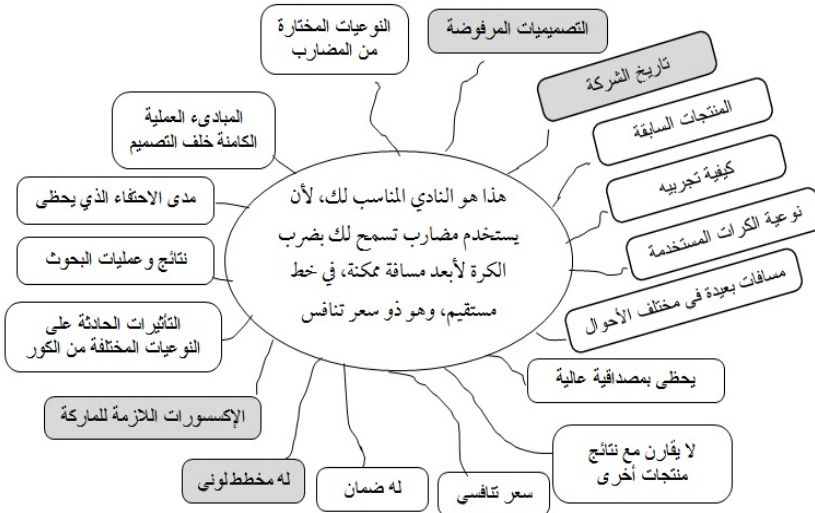 التصميميات المرفوضة
النوعيات المختارة
من المضارب
تاريخ الشركة
المنتجات السابقة
كيفية تجربيه
نوعية الكرات المستخدمة
مسافات بعيدة في مختلف الأحوال
المبادىء العملية
الكامنة خلف التصميم
مدى الاحتفاء الذي يحظى
نتائج وعمليات البحوث
التأثيرات الحادثة على
النوعيات المختلفة من الكور
هذا هو النادي المناسب لك، لأن
يستخدم مضارب تسمح لك بضرب
الكرة لأبعد مسافة ممكنة، في خط
مستقيم، وهو ذو سعر تنافس
يحظى بمصداقية عالية
الإكسسورات اللازمة للماركة
لا يقارن مع نتائج
منتجات أخرى
له مخطط لوني
له ضمان
سعر تنافسي